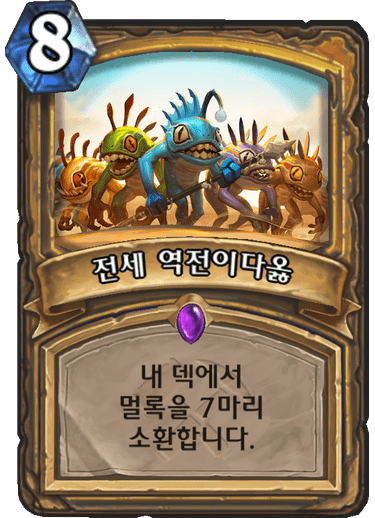 8
전세 역전이다옳
내 덱에서
멀록을 7마리
소환합니다.